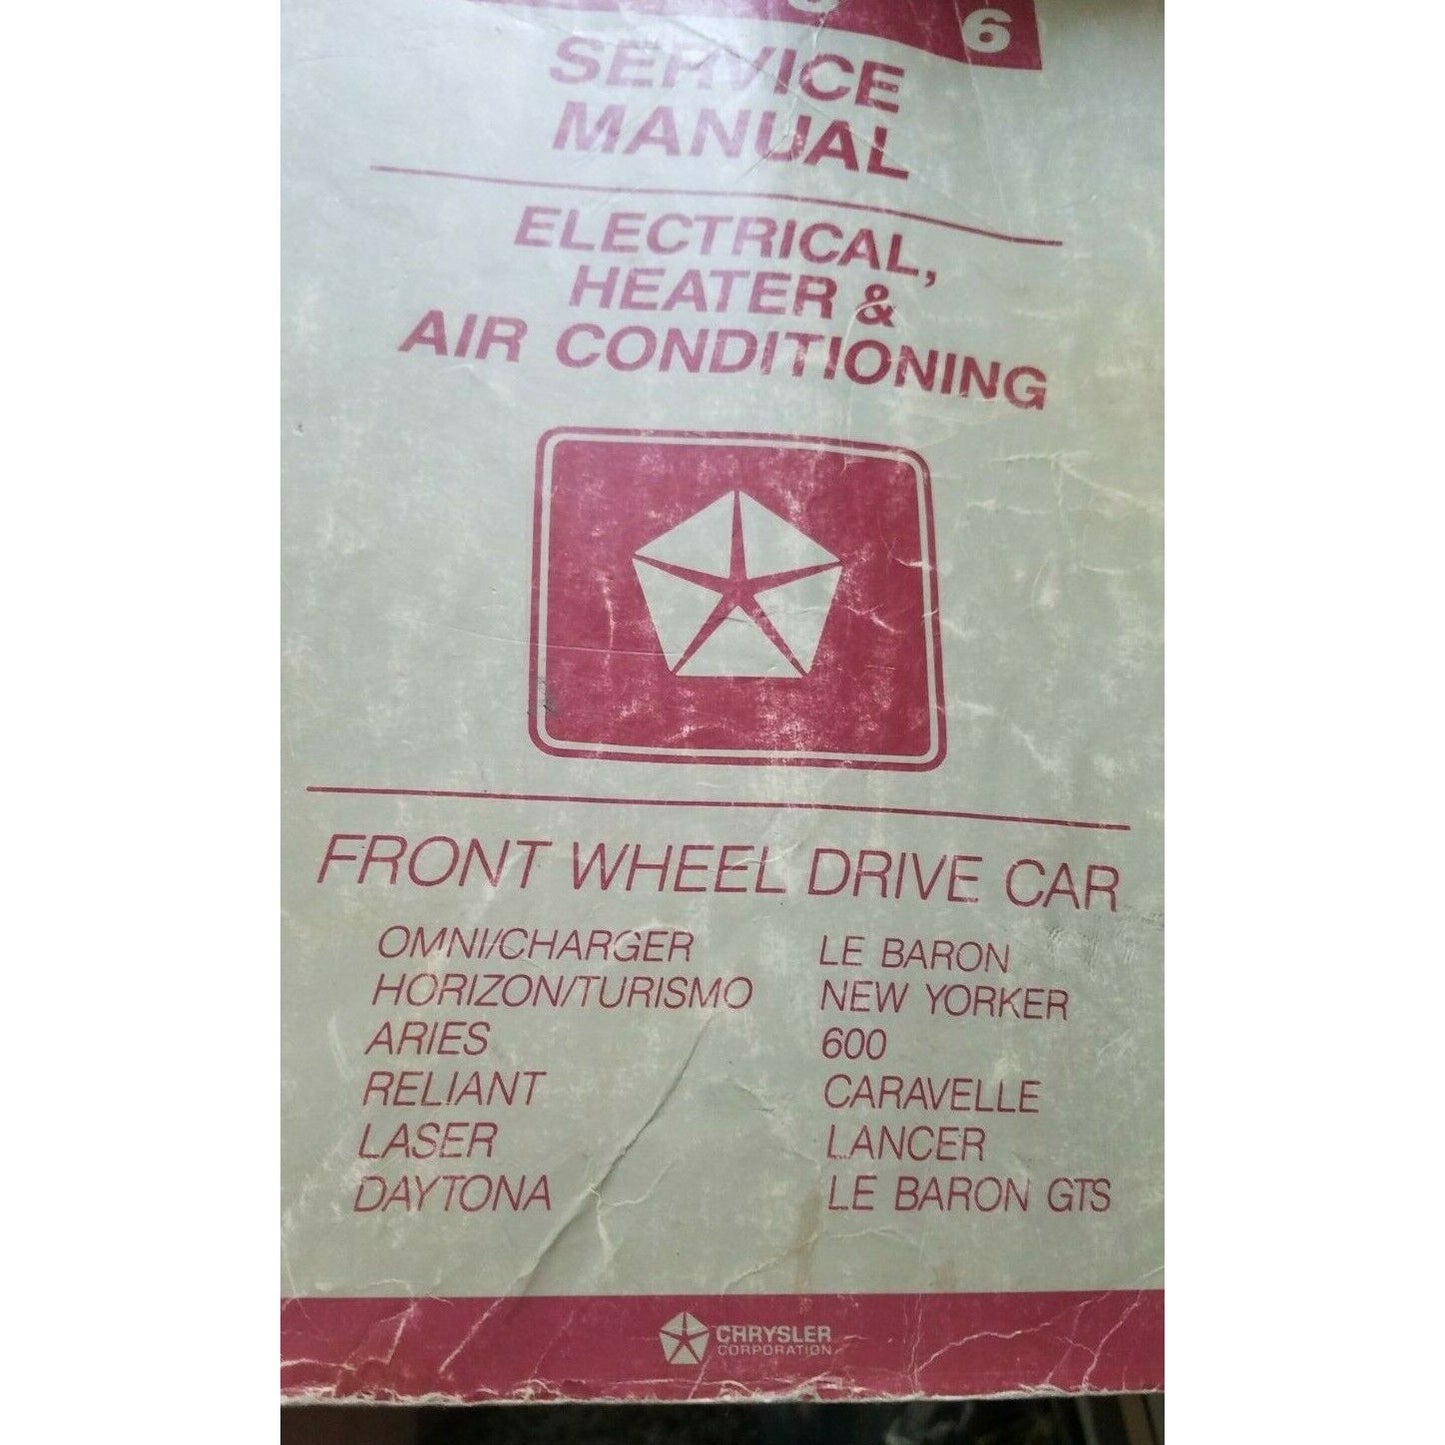 6
SERVICE
MANUAL
ELECTRICAL,
HEATER &
AIR CONDITIONING
FRONT WHEEL DRIVE CAR
OMNI/CHARGER
HORIZON/TURISMO
ARIES
RELIANT
LASER
DAYTONA
LE BARON
NEW YORKER
600
CARAVELLE
LANCER
LE BARON GTS
CHRYSLER
CORPORATION